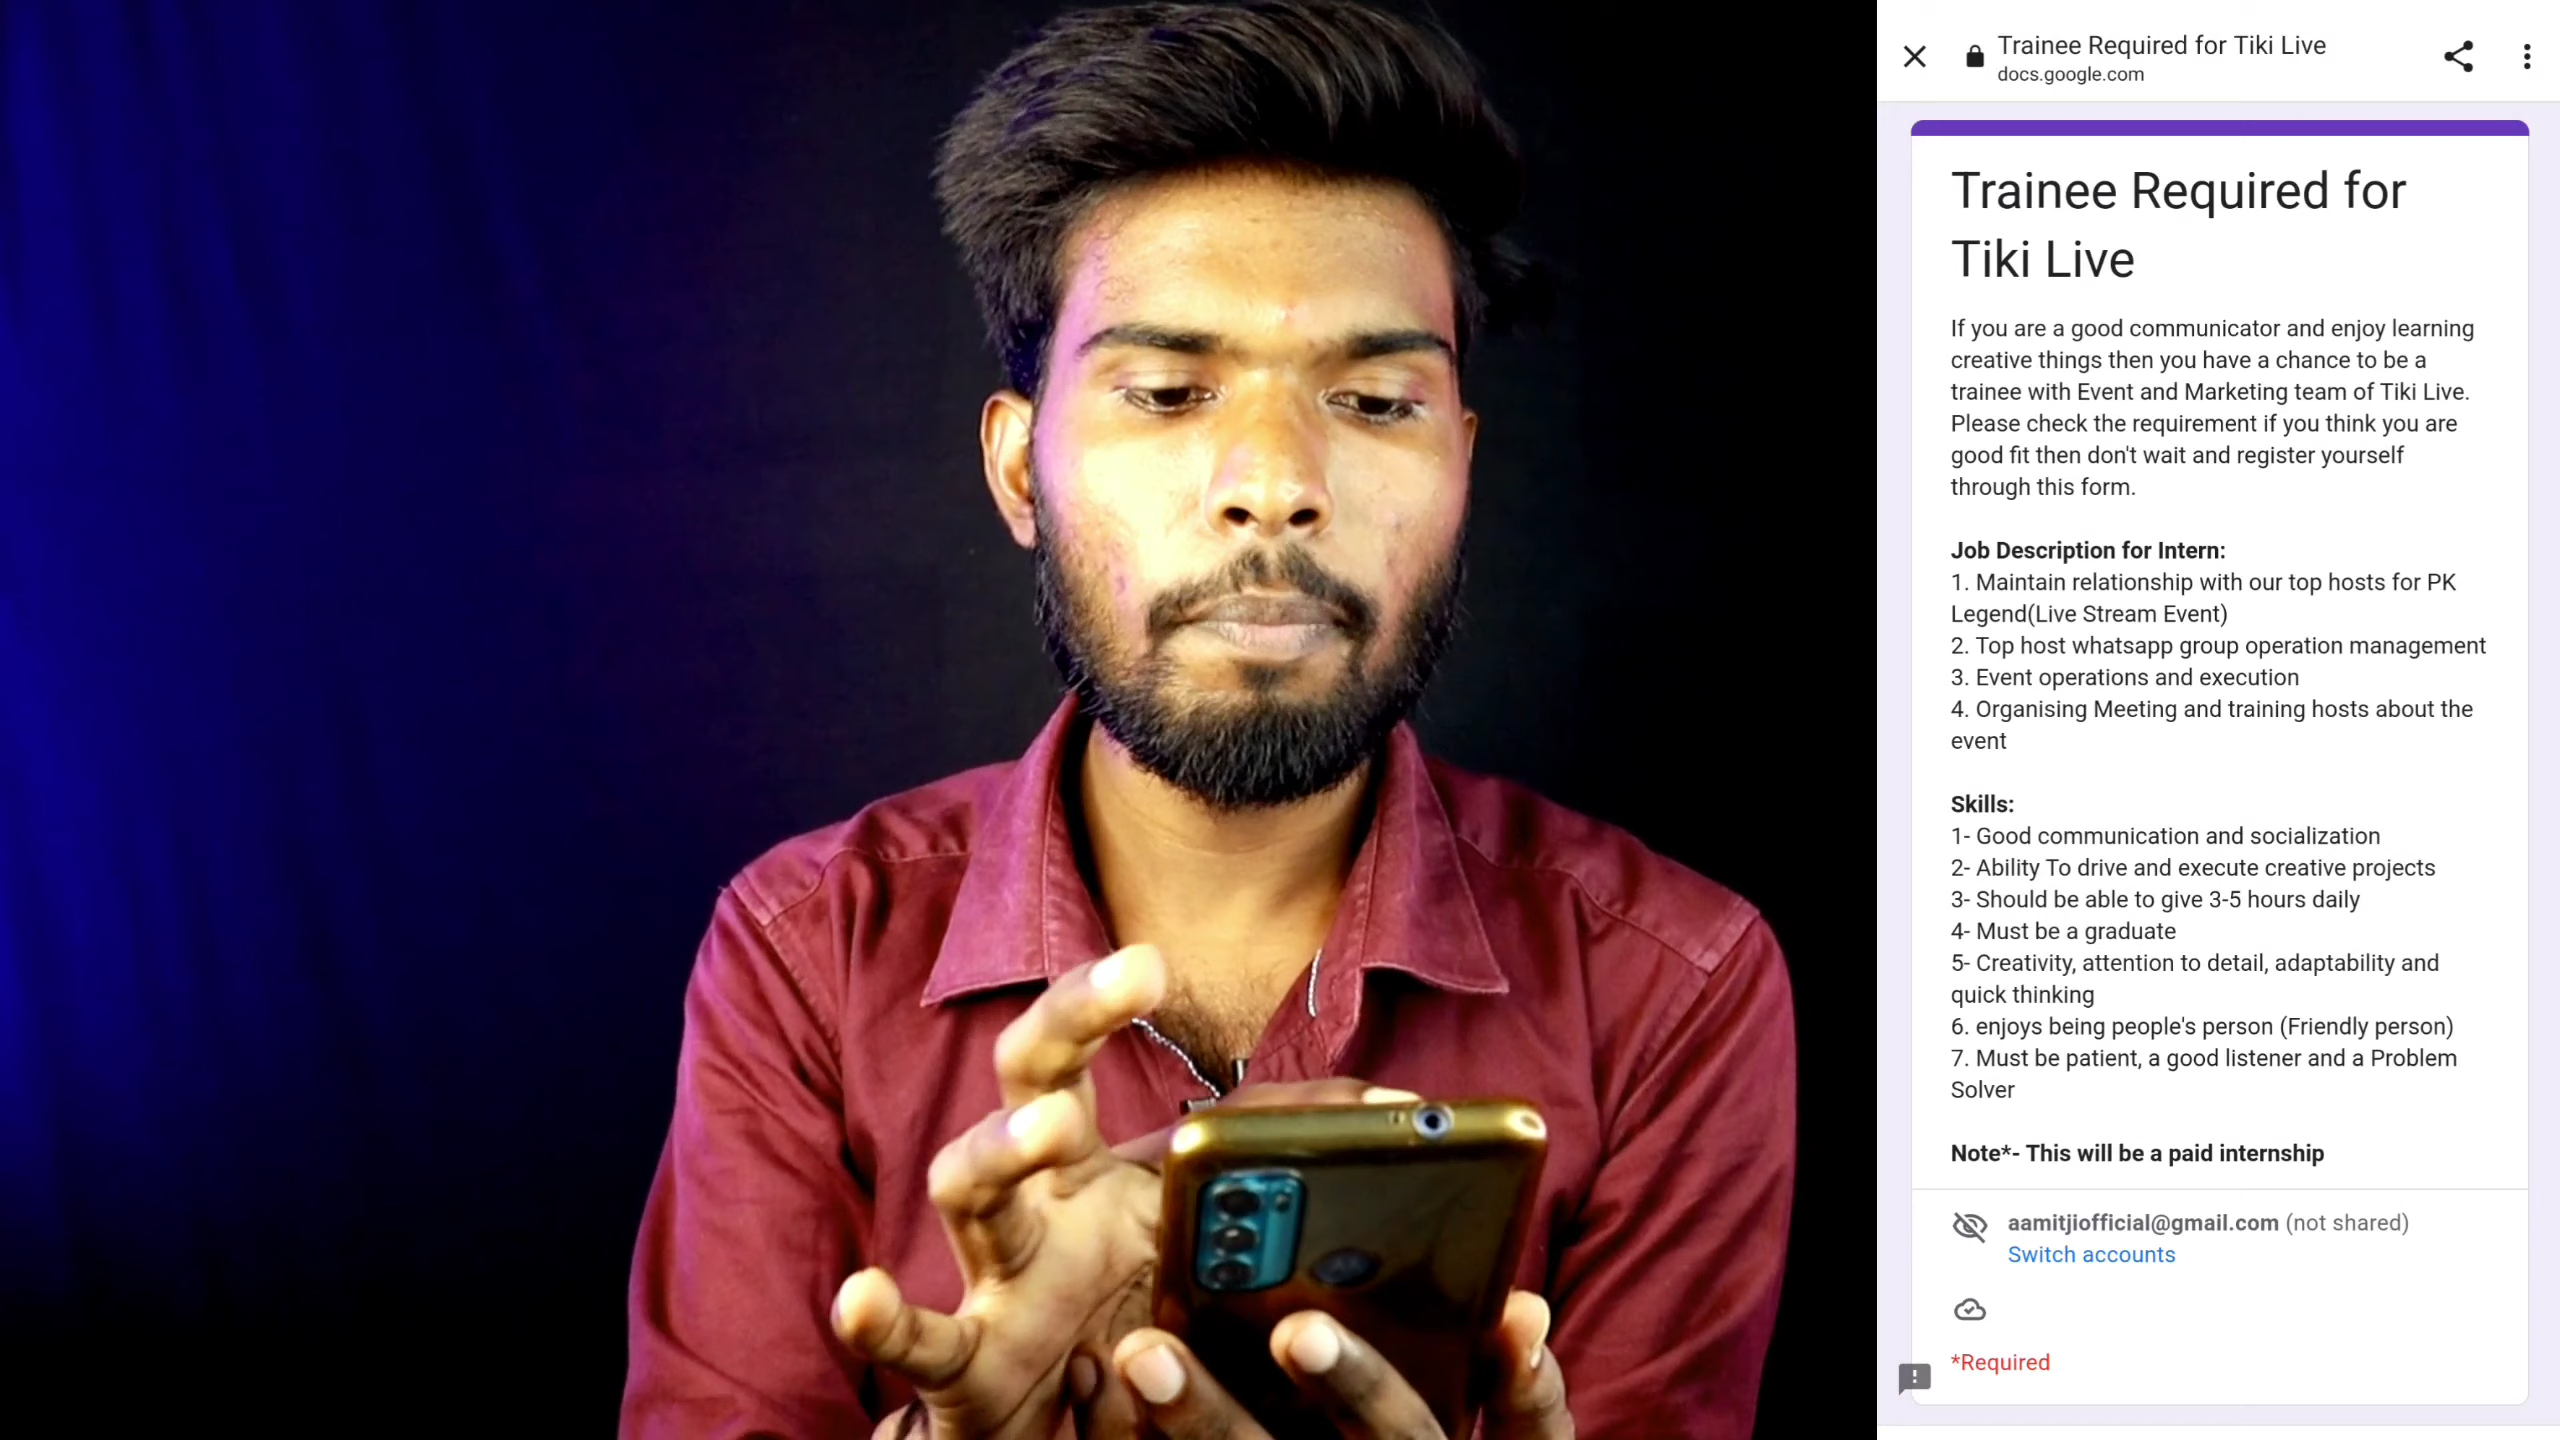 Trainee Required for Tiki Live
docs.google.com
Trainee Required for
Tiki Live
If you are a good communicator and enjoy learning
creative things then you have a chance to be a
trainee with Event and Marketing team of Tiki Live.
Please check the requirement if you think you are
good fit then don't wait and register yourself
through this form.
Job Description for Intern:
1. Maintain relationship with our top hosts for PK
Legend(Live Stream Event)
2. Top host whatsapp group operation management
3. Event operations and execution
4. Organising Meeting and training hosts about the
event
Skills:
1- Good communication and socialization
2- Ability To drive and execute creative projects
3- Should be able to give 3-5 hours daily
4- Must be a graduate
5- Creativity, attention to detail, adaptability and
quick thinking
6. enjoys being people's person (Friendly person)
7. Must be patient, a good listener and a Problem
Solver
Note*- This will be a paid internship
aamitjiofficial@gmail.com (not shared)
Switch accounts
*Required